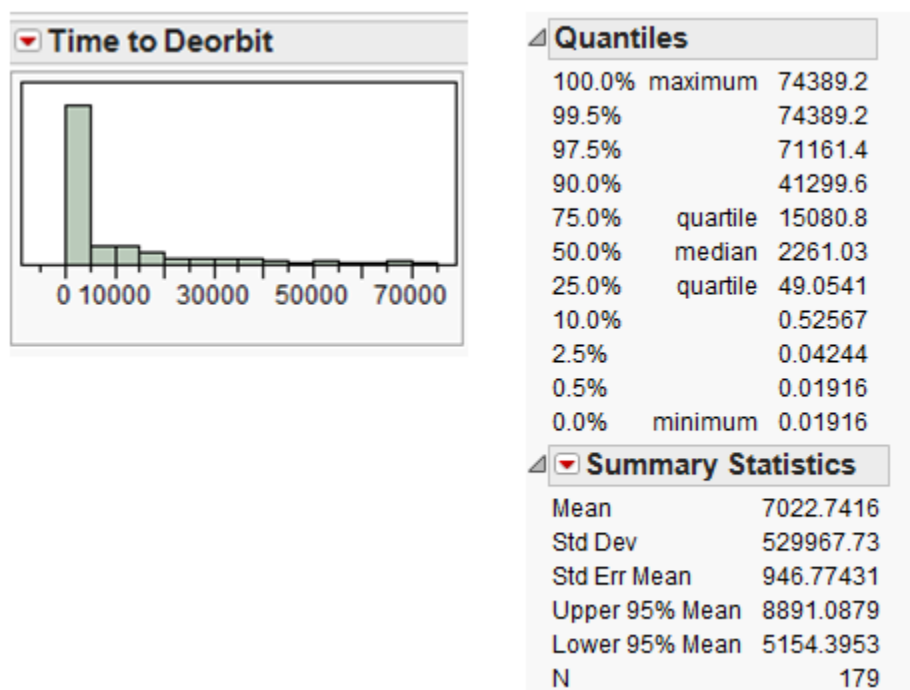 Time to Deorbit
0 10000 30000 50000 70000
Quantiles
100.0% maximum 74389.2
99.5% 74389.2
97.5% 71161.4
90.0% 41299.6
75.0% quartile 15080.8
50.0% median 2261.03
25.0% quartile 49.0541
10.0% 0.52567
2.5% 0.04244
0.5% 0.01916
0.0% minimum 0.01916
Summary Statistics
Mean 7022.7416
Std Dev 529967.73
Std Err Mean 946.77431
Upper 95% Mean 8891.0879
Lower 95% Mean 5154.3953
N 179